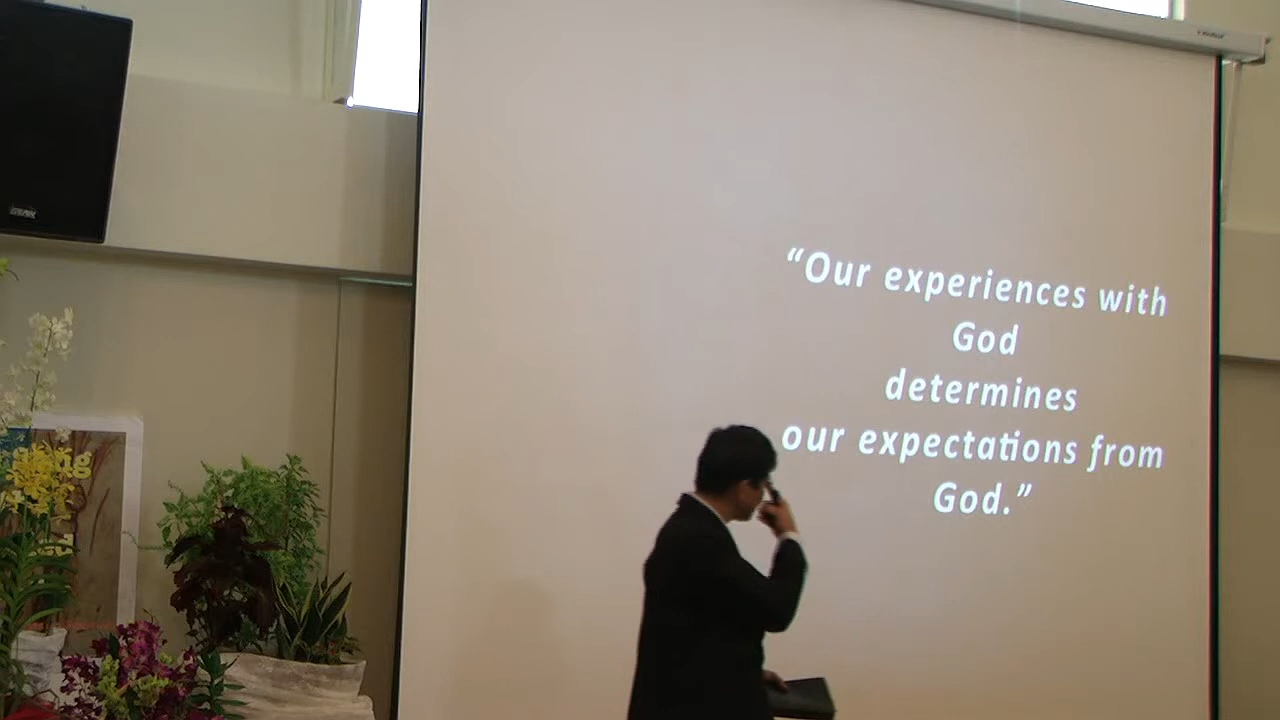 “Our experiences with
God
determines
our expectations from
God.”